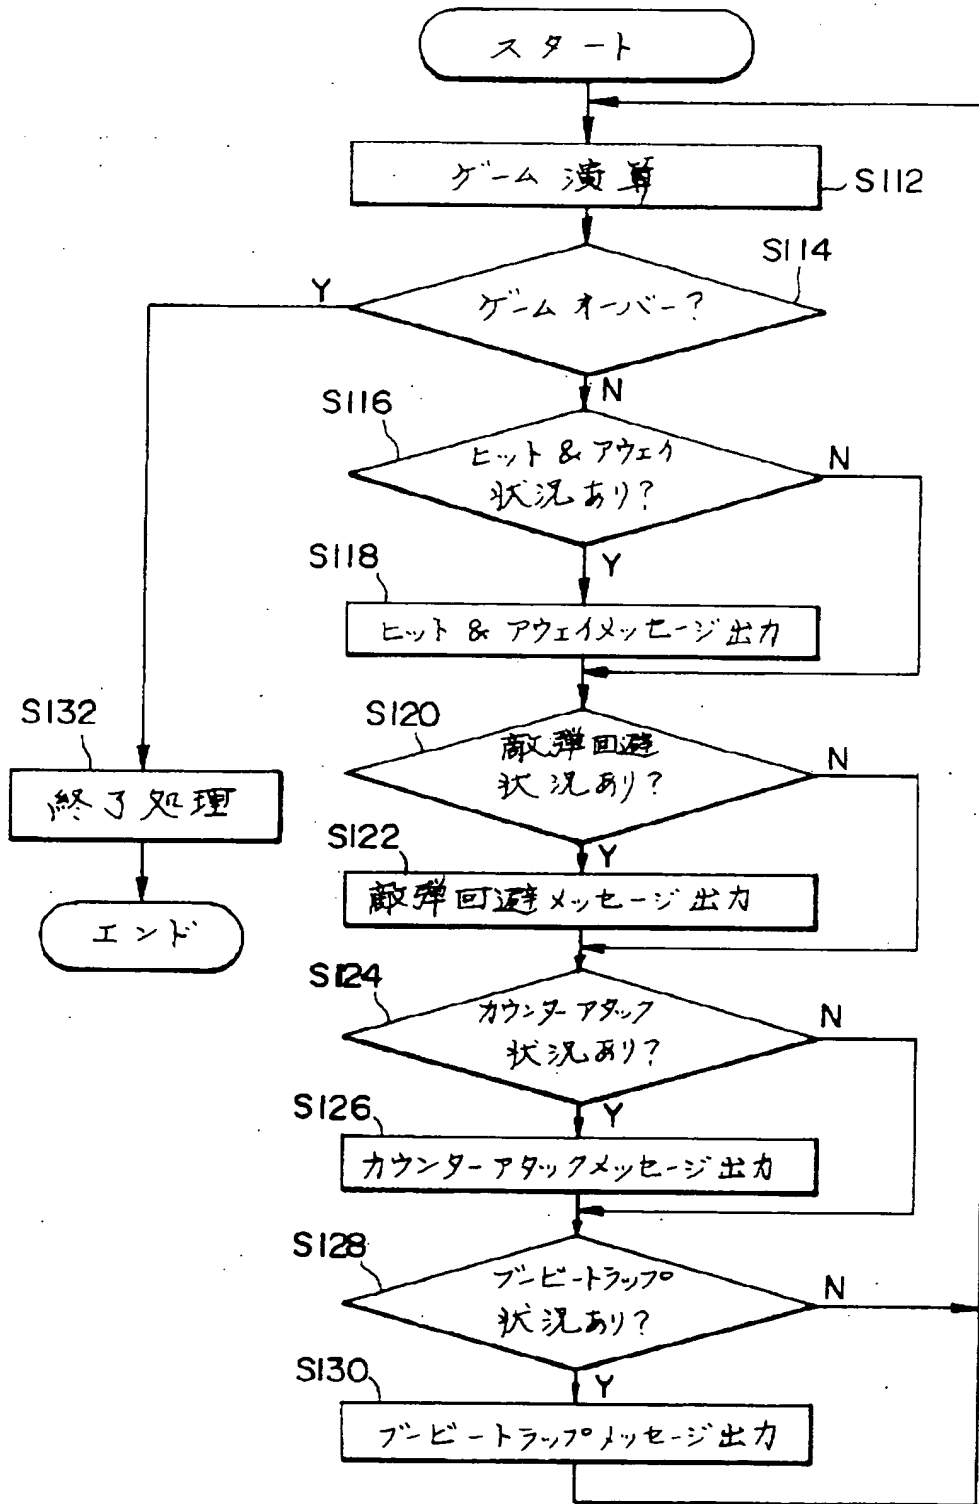 スタート
ゲーム演算
S112
S114
Y
ゲームオーバー?
N
S116
ヒット & アウェイ
状況あり?
N
S118
Y
ヒット & アウェイメッセージ出力
S132
S120
敵弾回避
状況あり?
N
終了処理
S122
Y
敵弾回避メッセージ出力
エンド
S124
カウンターアタック
状況あり?
N
S126
Y
カウンターアタックメッセージ出力
S128
ブービートラップ
状況あり?
N
S130
Y
ブービートラップメッセージ出力